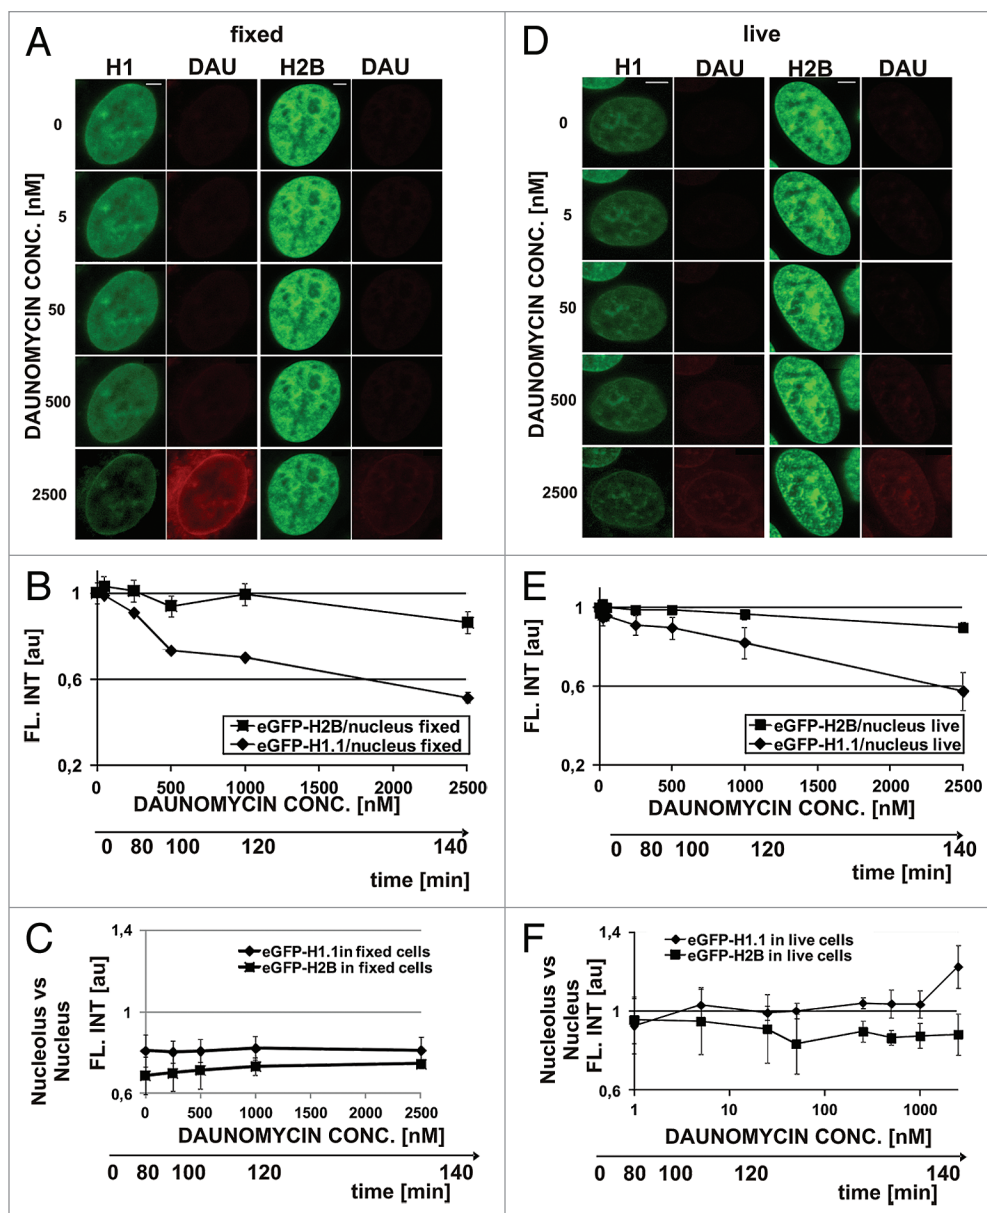 A
fixed
H1 DAU H2B DAU
DAUNOMYCIN CONC. [nM]
0
5
50
500
2500
B
FL. INT [au]
1
0,6
0,2
eGFP-H2B/nucleus fixed
eGFP-H1.1/nucleus fixed
0 500 1000 1500 2000 2500
DAUNOMYCIN CONC. [nM]
0 80 100 120 140
time [min]
C
Nucleolus vs
Nucleus
FL. INT [au]
1,4
1
0,6
eGFP-H1.1in fixed cells
eGFP-H2B in fixed cells
0 500 1000 1500 2000 2500
DAUNOMYCIN CONC. [nM]
0 80 100 120 140
time [min]
D
live
H1 DAU H2B DAU
DAUNOMYCIN CONC. [nM]
0
5
50
500
2500
E
FL. INT [au]
1
0,6
0,2
eGFP-H2B/nucleus live
eGFP-H1.1/nucleus live
0 500 1000 1500 2000 2500
DAUNOMYCIN CONC. [nM]
0 80 100 120 140
time [min]
F
Nucleolus vs
Nucleus
FL. INT [au]
1,4
1
0,6
eGFP-H1.1 in live cells
eGFP-H2B in live cells
1 10 100 1000
DAUNOMYCIN CONC. [nM]
0 80 100 120 140
time [min]